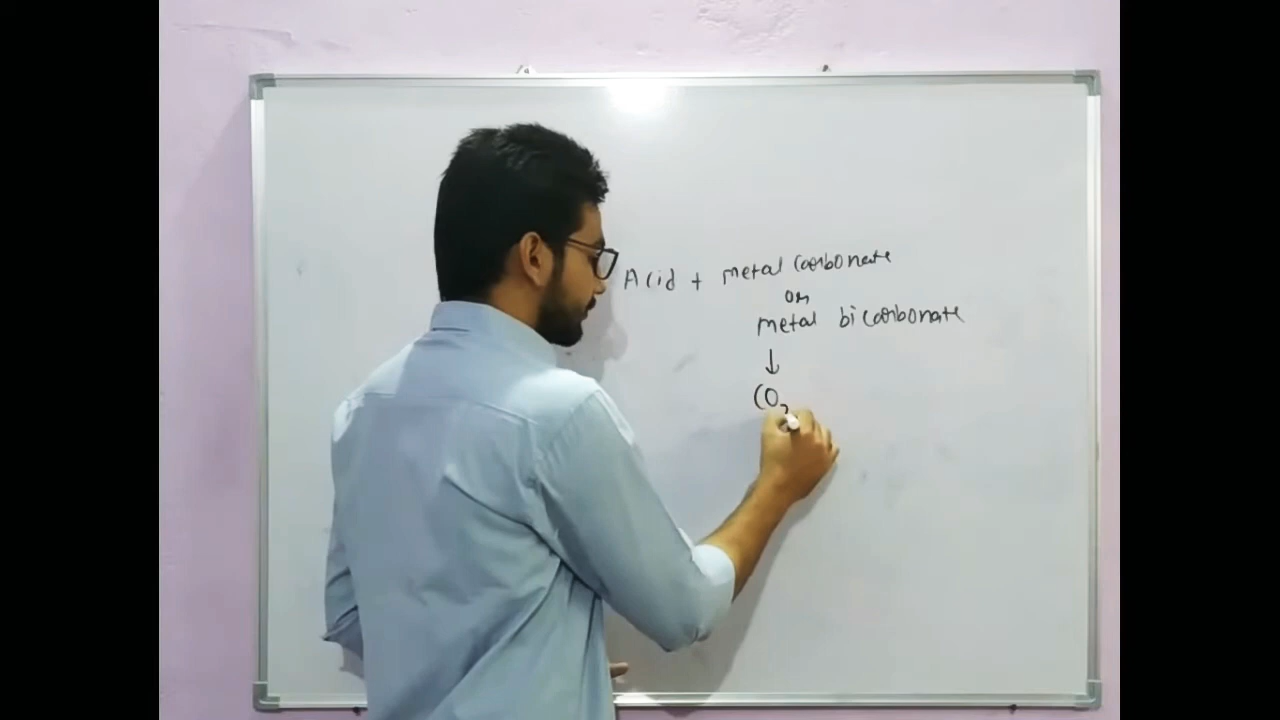 Acid + metal carbonate
or
metal bicarbonate
↓
CO2